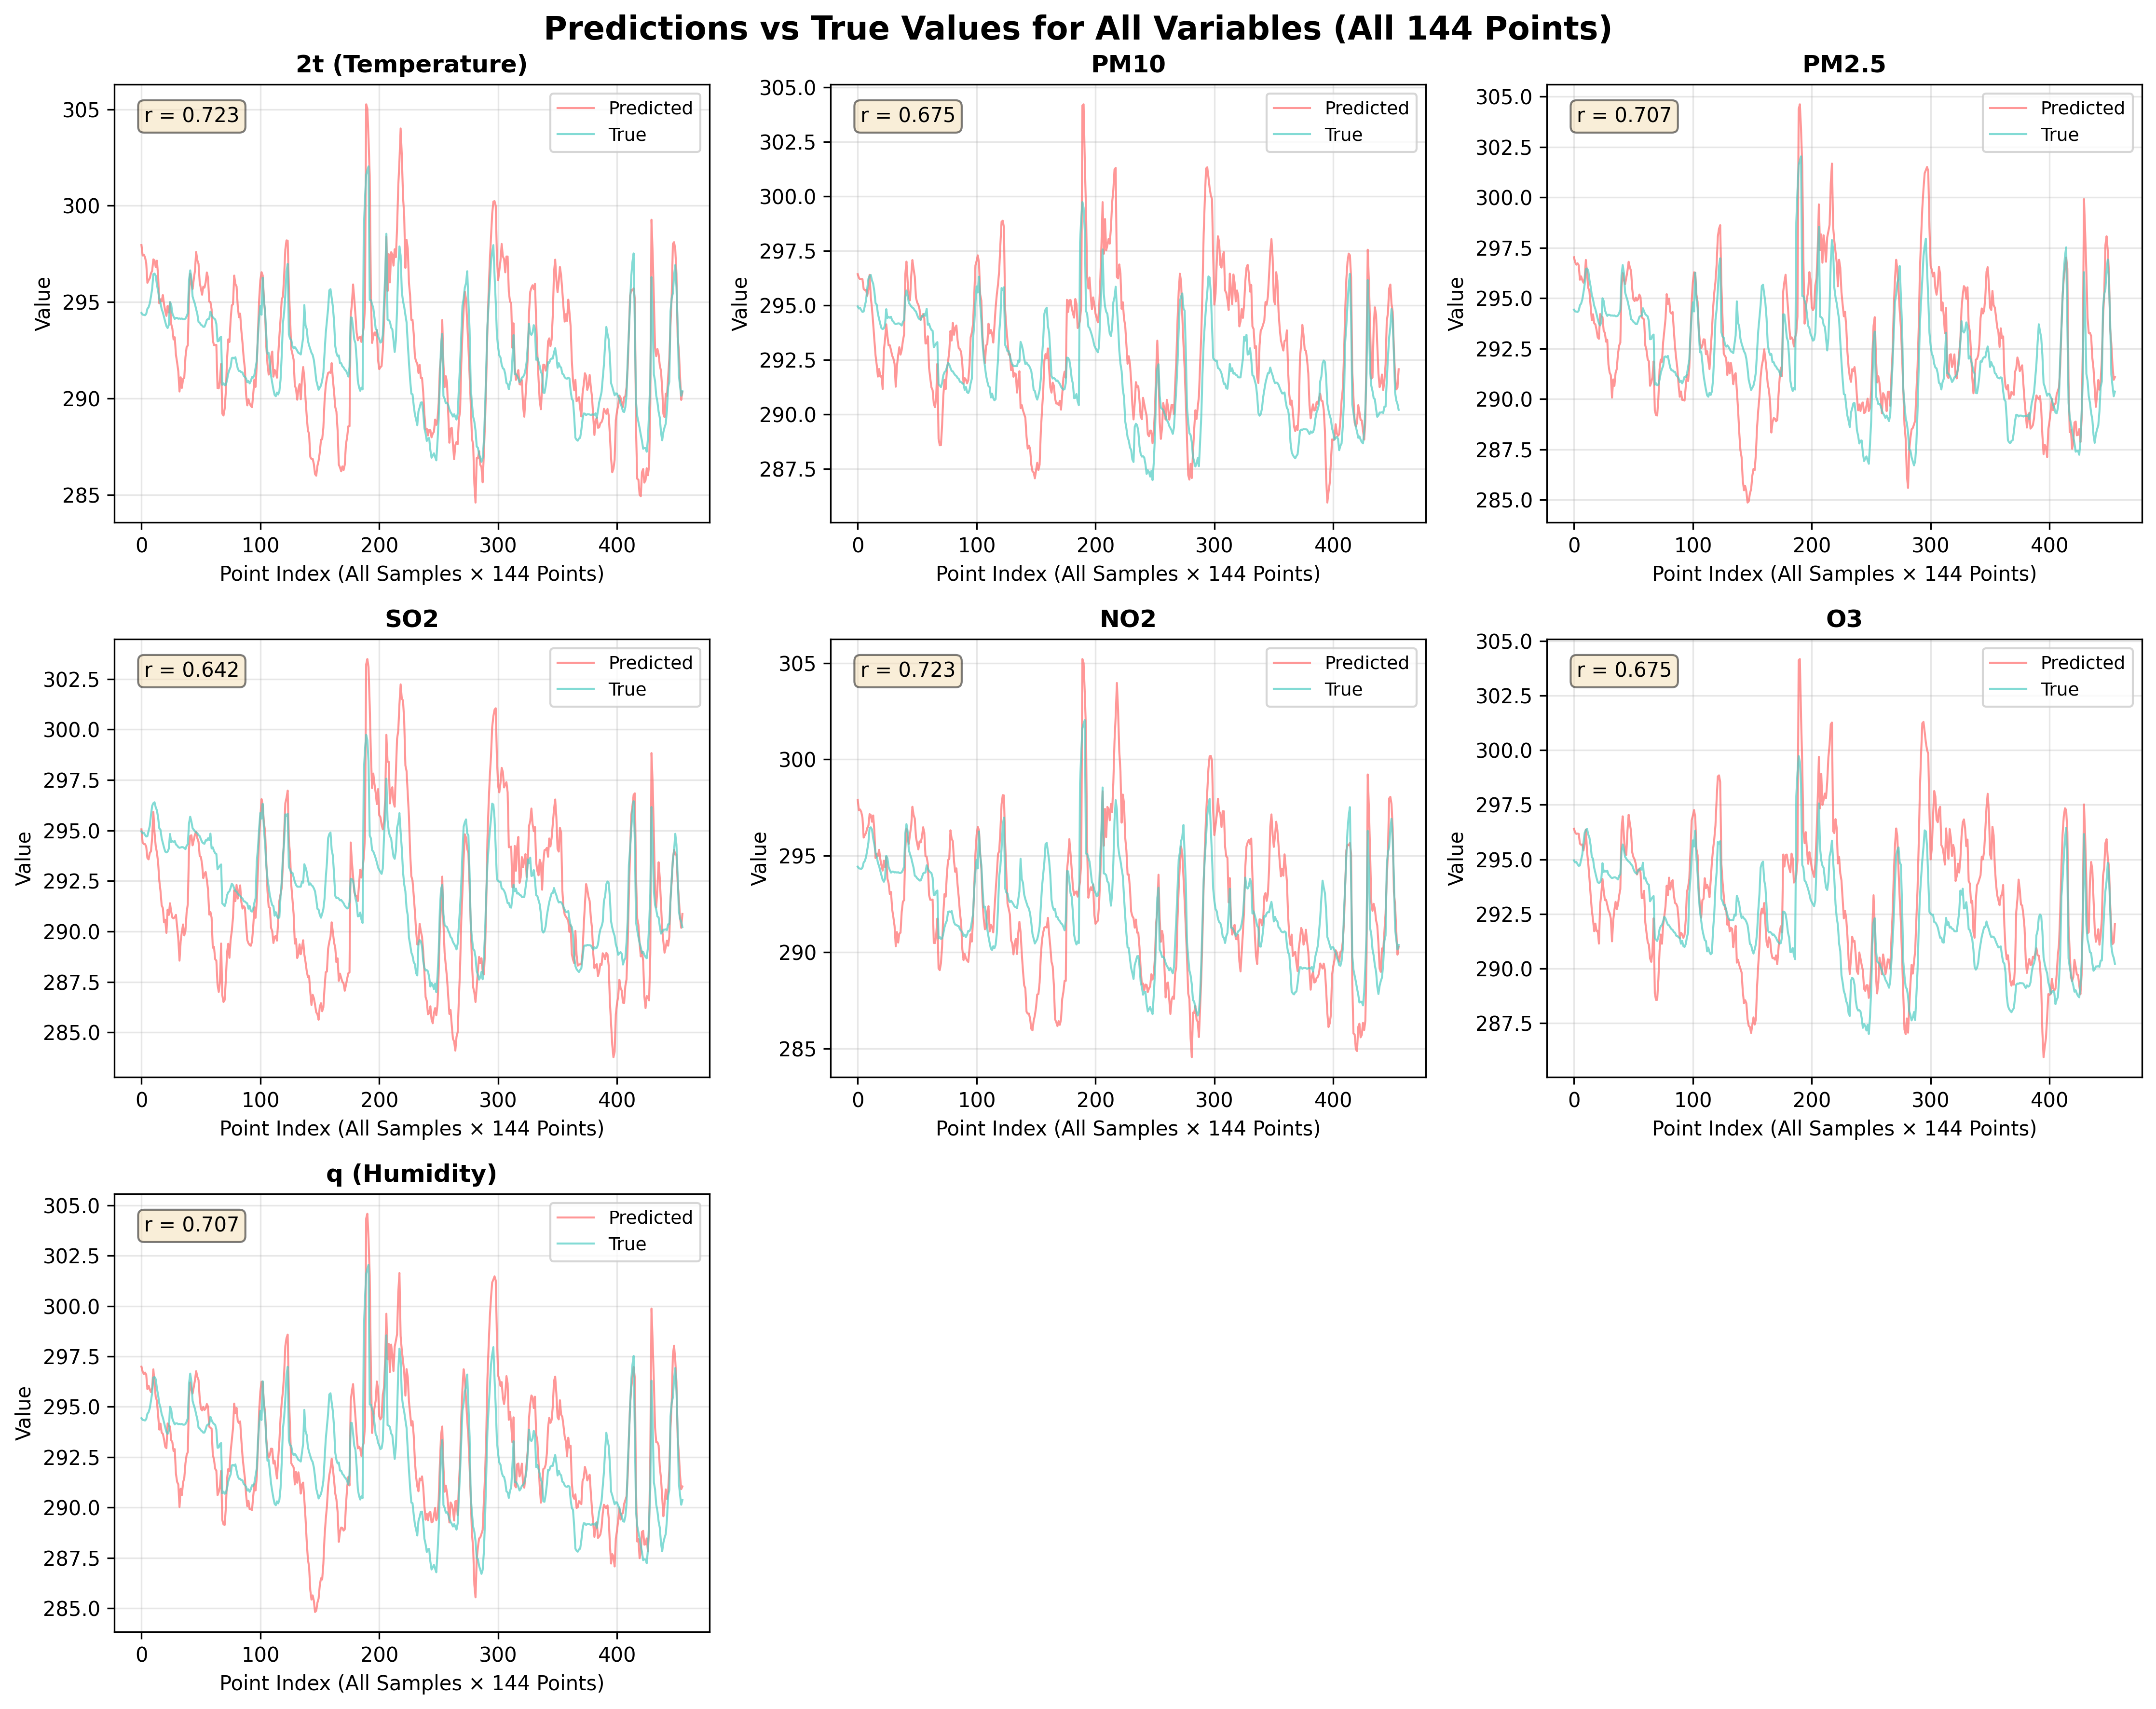 Predictions vs True Values for All Variables (All 144 Points)
2t (Temperature)
r = 0.723
Predicted
True
305
300
295
290
285
Value
0 100 200 300 400
Point Index (All Samples × 144 Points)
PM10
r = 0.675
Predicted
True
305.0
302.5
300.0
297.5
295.0
292.5
290.0
287.5
Value
0 100 200 300 400
Point Index (All Samples × 144 Points)
PM2.5
r = 0.707
Predicted
True
305.0
302.5
300.0
297.5
295.0
292.5
290.0
287.5
285.0
Value
0 100 200 300 400
Point Index (All Samples × 144 Points)
SO2
r = 0.642
Predicted
True
302.5
300.0
297.5
295.0
292.5
290.0
287.5
285.0
Value
0 100 200 300 400
Point Index (All Samples × 144 Points)
NO2
r = 0.723
Predicted
True
305
300
295
290
285
Value
0 100 200 300 400
Point Index (All Samples × 144 Points)
O3
r = 0.675
Predicted
True
305.0
302.5
300.0
297.5
295.0
292.5
290.0
287.5
Value
0 100 200 300 400
Point Index (All Samples × 144 Points)
q (Humidity)
r = 0.707
Predicted
True
305.0
302.5
300.0
297.5
295.0
292.5
290.0
287.5
285.0
Value
0 100 200 300 400
Point Index (All Samples × 144 Points)